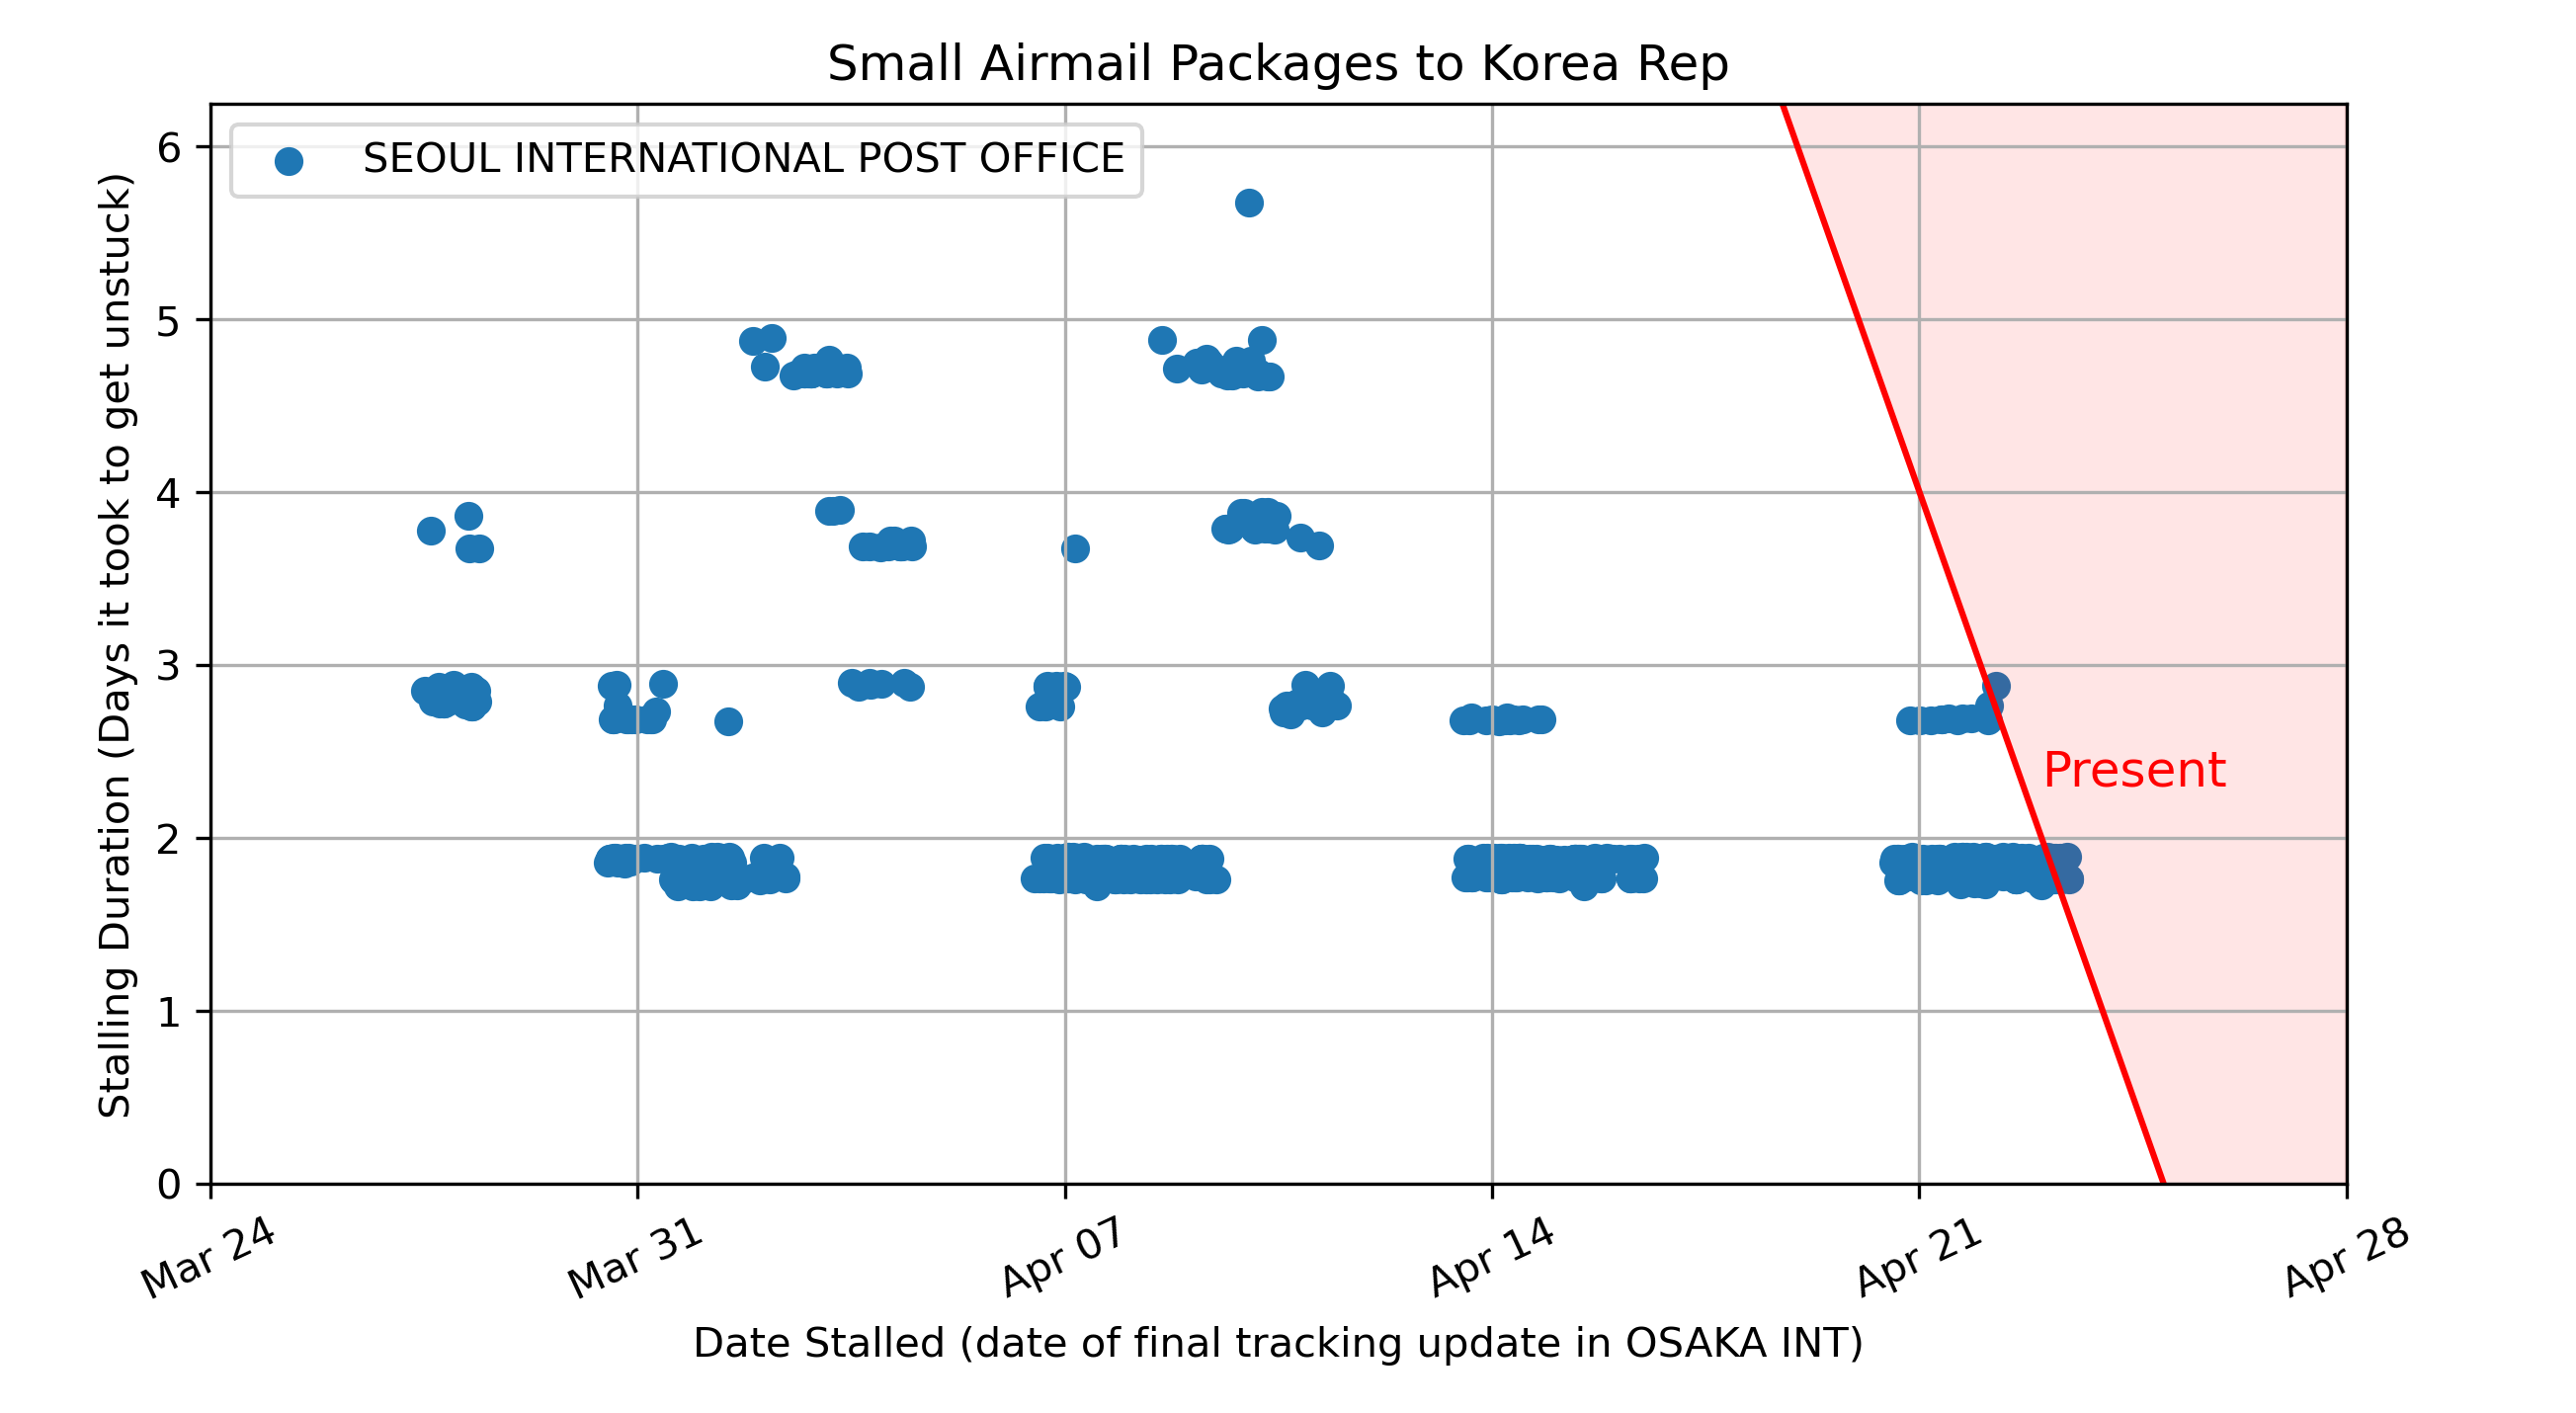 Small Airmail Packages to Korea Rep
SEOUL INTERNATIONAL POST OFFICE
Stalling Duration (Days it took to get unstuck)
6
5
4
3
2
1
0
Present
Mar 24
Mar 31
Apr 07
Apr 14
Apr 21
Apr 28
Date Stalled (date of final tracking update in OSAKA INT)